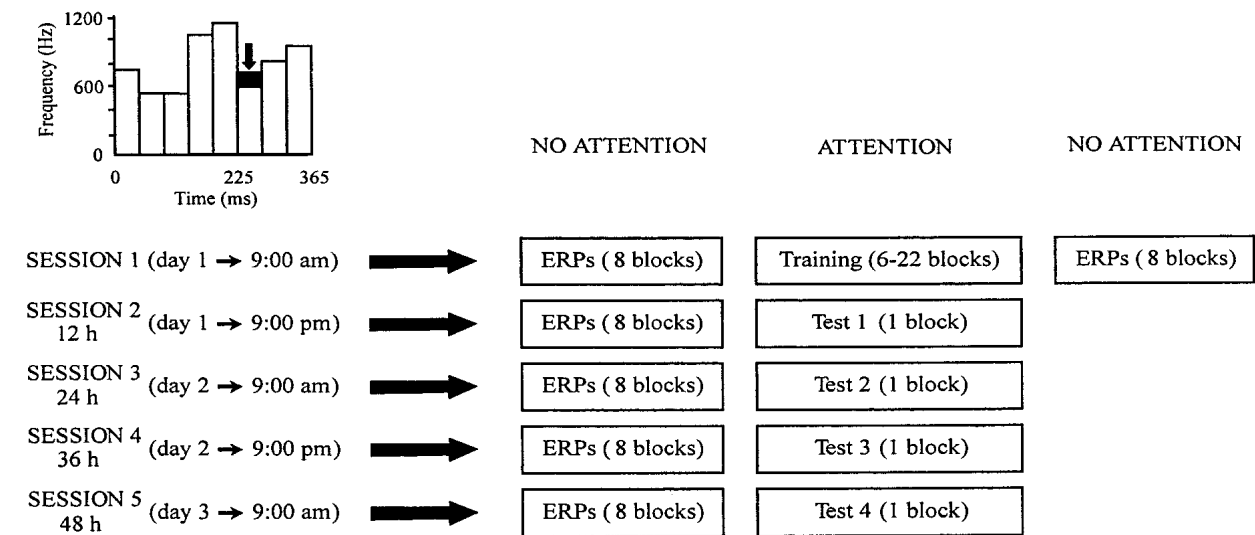 1200
Frequency (Hz)
600
0
0 225 365
Time (ms)
NO ATTENTION ATTENTION NO ATTENTION
SESSION 1 (day 1 → 9:00 am) ERPs ( 8 blocks) Training (6-22 blocks) ERPs ( 8 blocks)
SESSION 2
12 h
(day 1 → 9:00 pm) ERPs ( 8 blocks) Test 1 (1 block)
SESSION 3
24 h
(day 2 → 9:00 am) ERPs ( 8 blocks) Test 2 (1 block)
SESSION 4
36 h
(day 2 → 9:00 pm) ERPs ( 8 blocks) Test 3 (1 block)
SESSION 5
48 h
(day 3 → 9:00 am) ERPs ( 8 blocks) Test 4 (1 block)